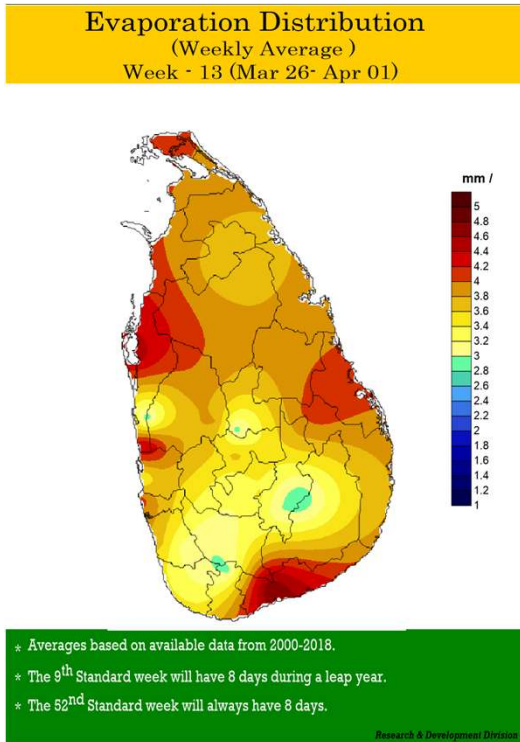 Evaporation Distribution
(Weekly Average )
Week - 13 (Mar 26- Apr 01)
mm /
5
4.8
4.6
4.4
4.2
4
3.8
3.6
3.4
3.2
3
2.8
2.6
2.4
2.2
2
1.8
1.6
1.4
1.2
1
* Averages based on available data from 2000-2018.
* The 9th Standard week will have 8 days during a leap year.
* The 52nd Standard week will always have 8 days.
Research & Development Division